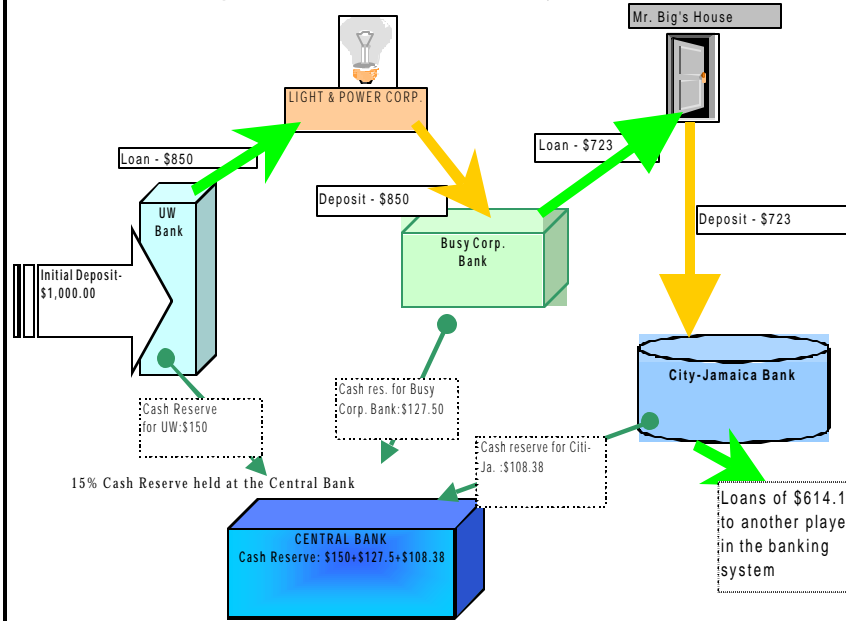 Mr. Big's House
LIGHT & POWER CORP.
Loan - $850
Loan - $723
UW
Bank
Deposit - $850
Deposit - $723
Busy Corp.
Bank
Initial Deposit-
$1,000.00
City-Jamaica Bank
Cash Reserve
for UW:$150
Cash res. for Busy
Corp. Bank:$127.50
Cash reserve for Citi-
Ja. :$108.38
15% Cash Reserve held at the Central Bank
Loans of $614.1
to another playe
in the banking
system
CENTRAL BANK
Cash Reserve: $150+$127.5+$108.38